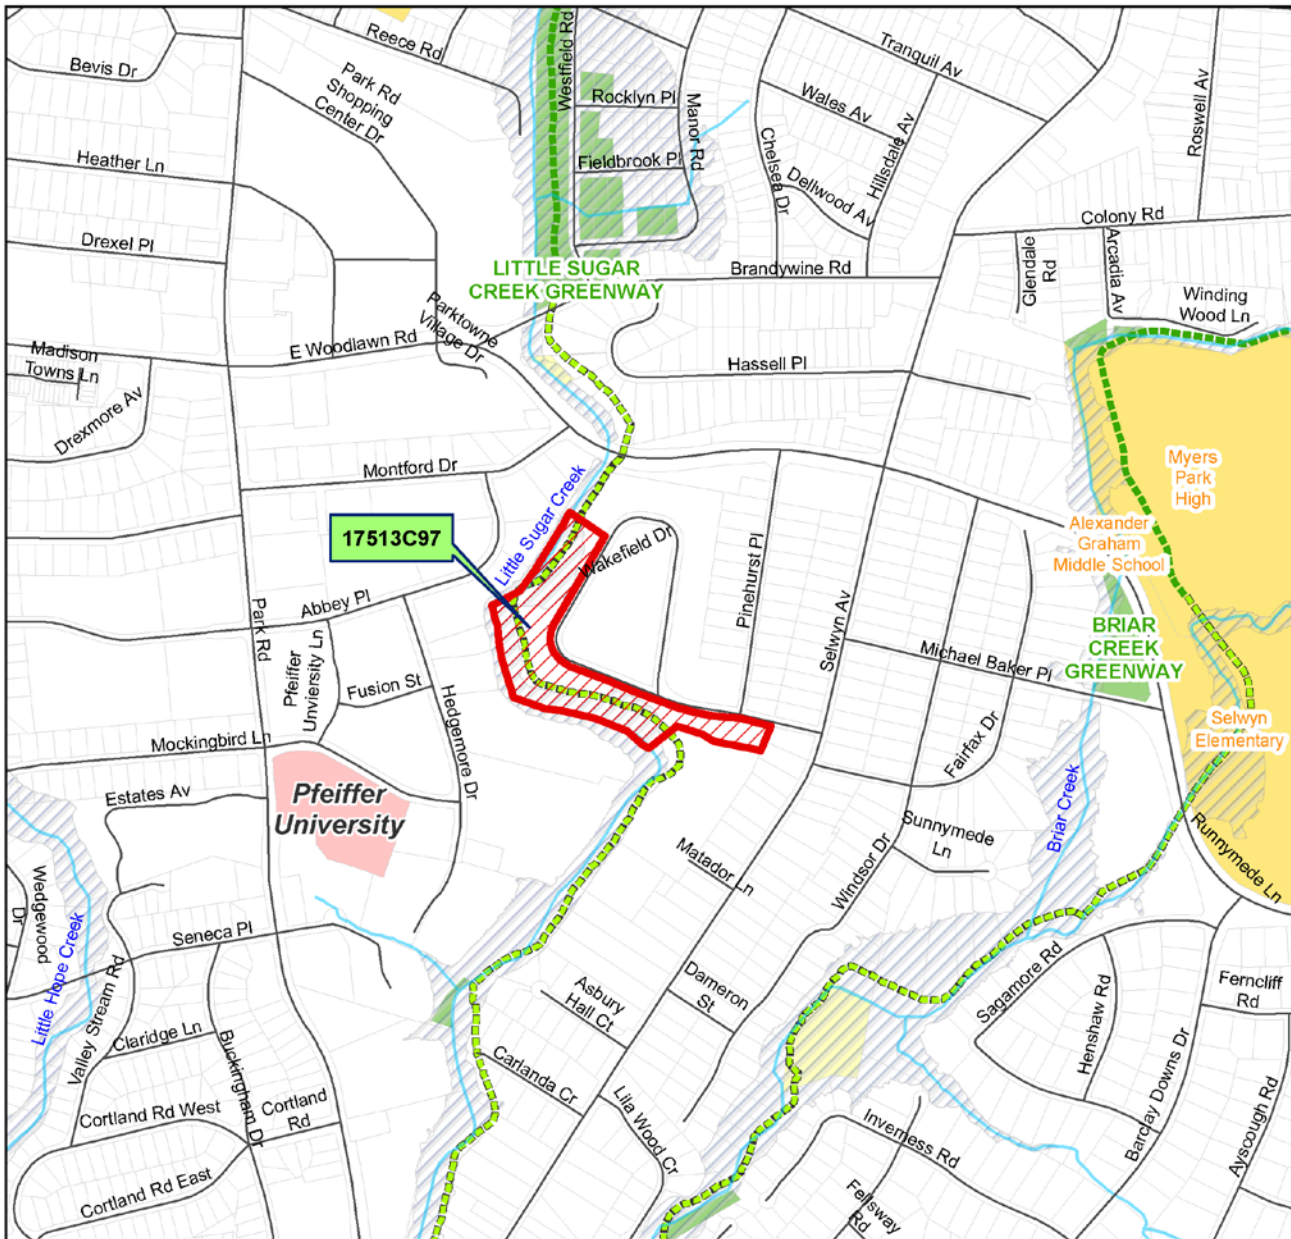 Reece Rd
Bevis Dr
Park Rd
Shopping
Center Dr
Westfield Rd
Rocklyn Pl
Manor Rd
Fieldbrook Pl
Tranquil Av
Wales Av
Hillsdale Av
Chelsea Dr
Dellwood Av
Roswell Av
Heather Ln
Drexel Pl
Colony Rd
Glendale
Rd
Arcadia Av
Winding
Wood Ln
LITTLE SUGAR
CREEK GREENWAY
Brandywine Rd
Parktowne
Village Dr
E Woodlawn Rd
Madison
Towns Ln
Drexmore Av
Hassell Pl
Montford Dr
Myers
Park
High
Little Sugar Creek
17513C97
Wakefield Dr
Alexander
Graham
Middle School
Abbey Pl
Pinehurst Pl
Selwyn Av
Park Rd
Pfeiffer
Unviersity Ln
Fusion St
Hedgemore Dr
BRIAR
CREEK
GREENWAY
Michael Baker Pl
Fairfax Dr
Selwyn
Elementary
Mockingbird Ln
Estates Av
Pfeiffer
University
Sunnymede
Ln
Briar Creek
Runnymede Ln
Matador Ln
Windsor Dr
Wedgewood
Dr
Little Hope Creek
Seneca Pl
Valley Stream Rd
Claridge Ln
Buckingham Dr
Cortland Rd West
Cortland
Rd
Cortland Rd East
Asbury
Hall Ct
Dameron
St
Carlanda Cr
Lila Wood Cr
Sagamore Rd
Henshaw Rd
Ferncliff
Rd
Barclay Downs Dr
Ayscough Rd
Inverness Rd
Fellsway
Rd